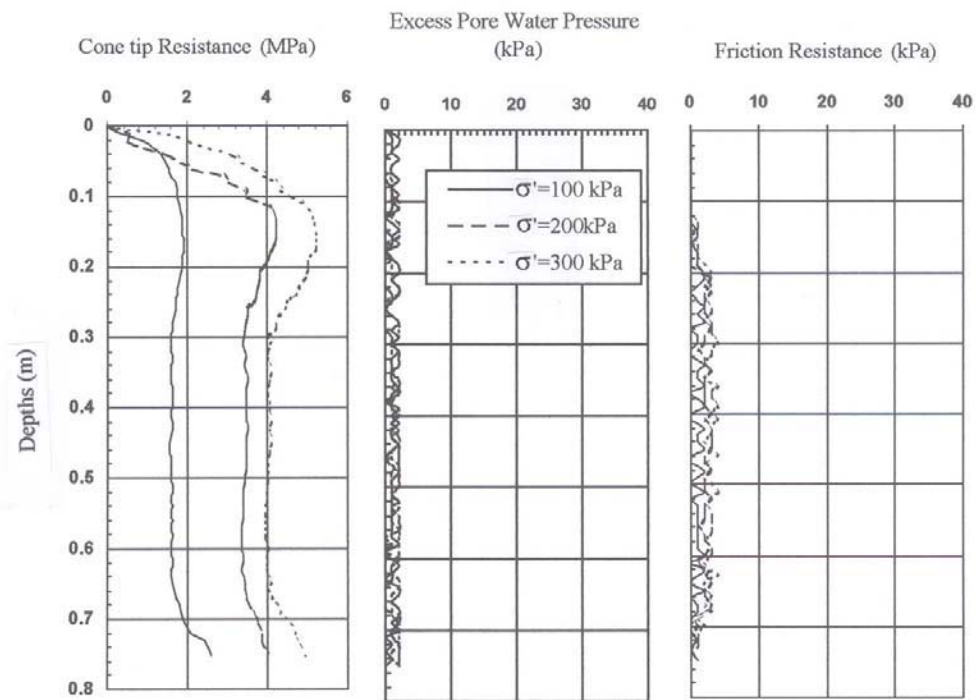 Cone tip Resistance (MPa)
0 2 4 6
Excess Pore Water Pressure
(kPa)
0 10 20 30 40
Friction Resistance (kPa)
0 10 20 30 40
Depths (m)
0
0.1
0.2
0.3
0.4
0.5
0.6
0.7
0.8
σ'=100 kPa
σ'=200kPa
σ'=300 kPa